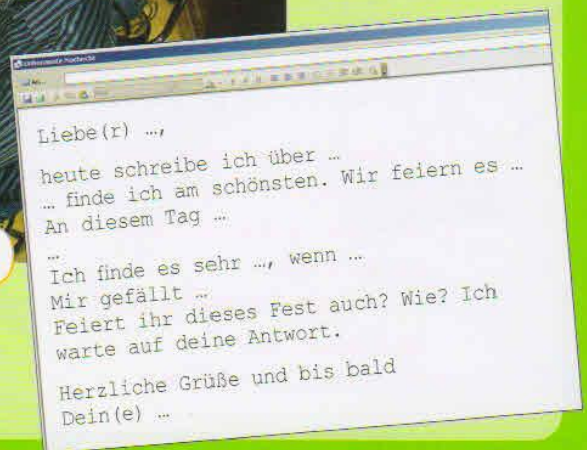 An...
Liebe(r) …,
heute schreibe ich über …
… finde ich am schönsten. Wir feiern es …
An diesem Tag …
…
Ich finde es sehr …, wenn …
Mir gefällt …
Feiert ihr dieses Fest auch? Wie? Ich
warte auf deine Antwort.
Herzliche Grüße und bis bald
Dein(e) …